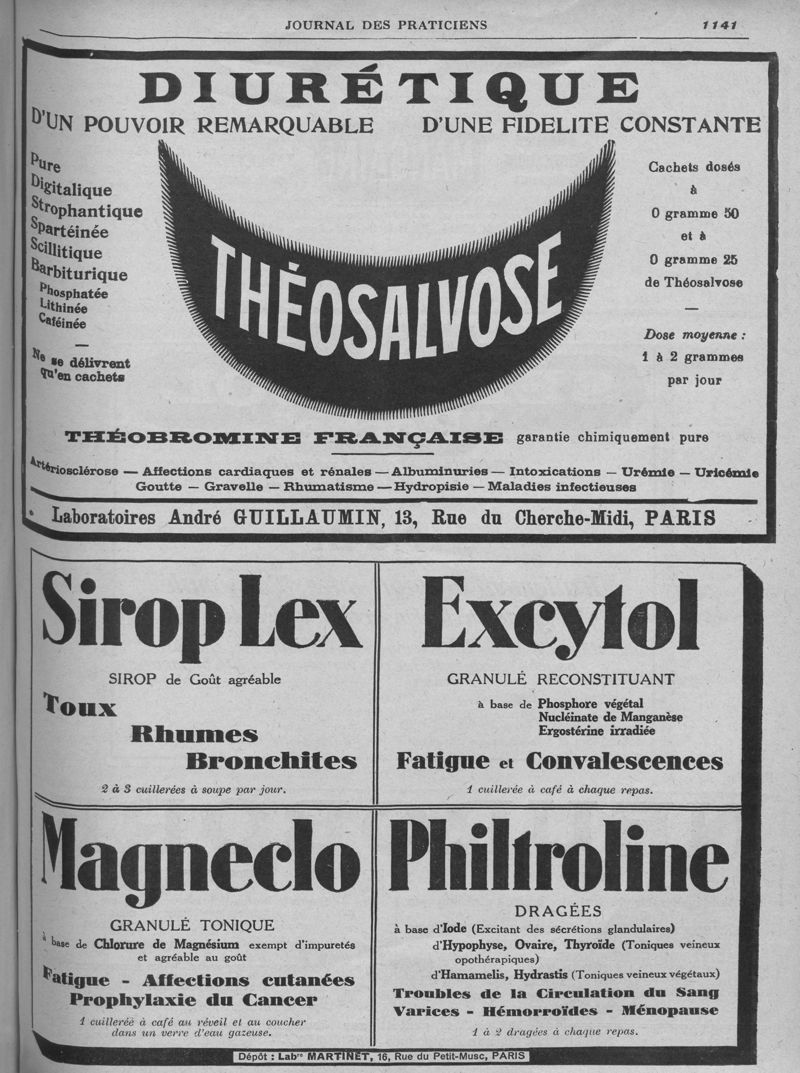 JOURNAL DES PRATICIENS 1141
DIURÉTIQUE
D'UN POUVOIR REMARQUABLE D'UNE FIDELITE CONSTANTE
Pure
Digitalique
Strophantique
Spartéinée
Scillitique
Barbiturique
Phosphatée
Lithinée
Caféinée
—
Ne se délivrent
qu'en cachets
THÉOSALVOSE
Cachets dosés
à
0 gramme 50
et à
0 gramme 25
de Théosalvose
—
Dose moyenne :
1 à 2 grammes
par jour
THÉOBROMINE FRANÇAISE garantie chimiquement pure
Artériosclérose — Affections cardiaques et rénales — Albuminuries — Intoxications — Urémie — Uricémie
Goutte — Gravelle — Rhumatisme — Hydropisie — Maladies infectieuses
Laboratoires André GUILLAUMIN, 13, Rue du Cherche-Midi, PARIS
Sirop Lex
SIROP de Goût agréable
Toux
Rhumes
Bronchites
2 à 3 cuillerées à soupe par jour.
Excytol
GRANULÉ RECONSTITUANT
à base de Phosphore végétal
Nucléinate de Manganèse
Ergostérine irradiée
Fatigue et Convalescences
1 cuillerée à café à chaque repas.
Magneclo
GRANULÉ TONIQUE
à base de Chlorure de Magnésium exempt d'impuretés
et agréable au goût
Fatigue - Affections cutanées
Prophylaxie du Cancer
1 cuilleréé à café au réveil et au coucher
dans un verre d'eau gazeuse.
Philtroline
DRAGÉES
à base d'Iode (Excitant des sécrétions glandulaires)
d'Hypophyse, Ovaire, Thyroïde (Toniques veineux
opothérapiques)
d'Hamamelis, Hydrastis (Toniques veineux végétaux)
Troubles de la Circulation du Sang
Varices - Hémorroïdes - Ménopause
1 à 2 dragées à chaque repas.
Dépôt : Labre MARTINET, 16, Rue du Petit-Musc, PARIS